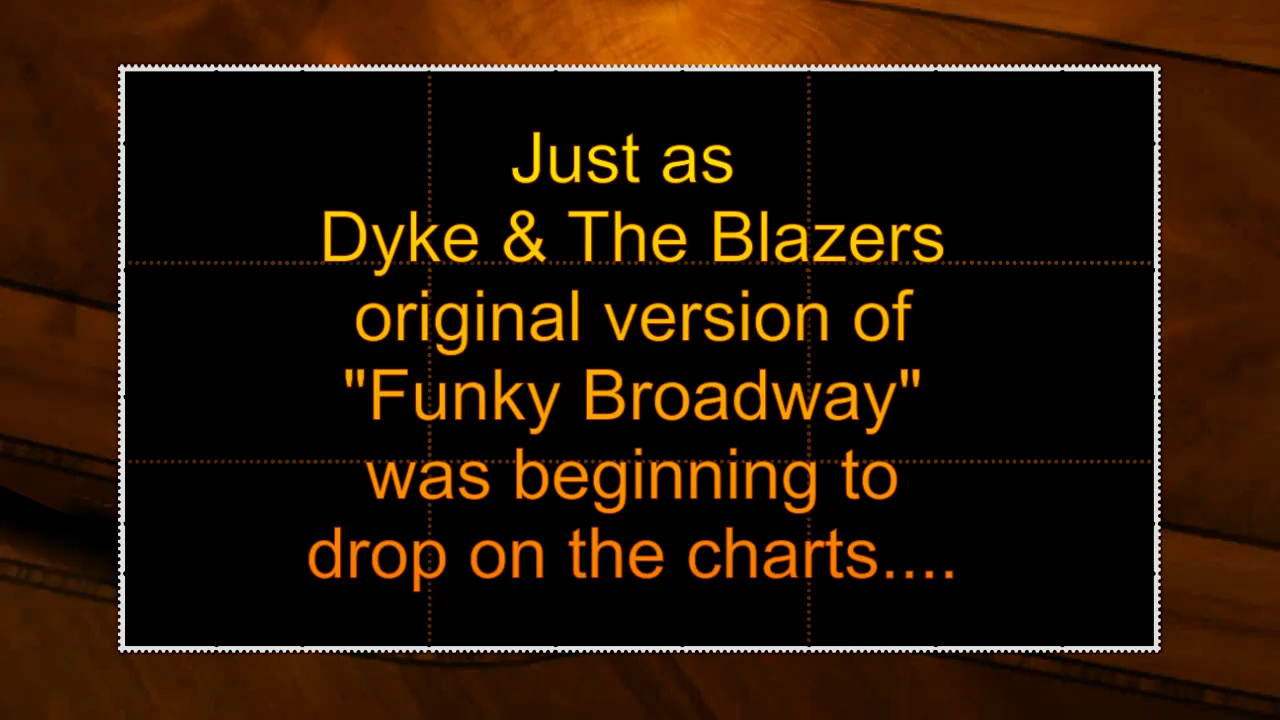 Just as
Dyke & The Blazers
original version of
"Funky Broadway"
was beginning to
drop on the charts....